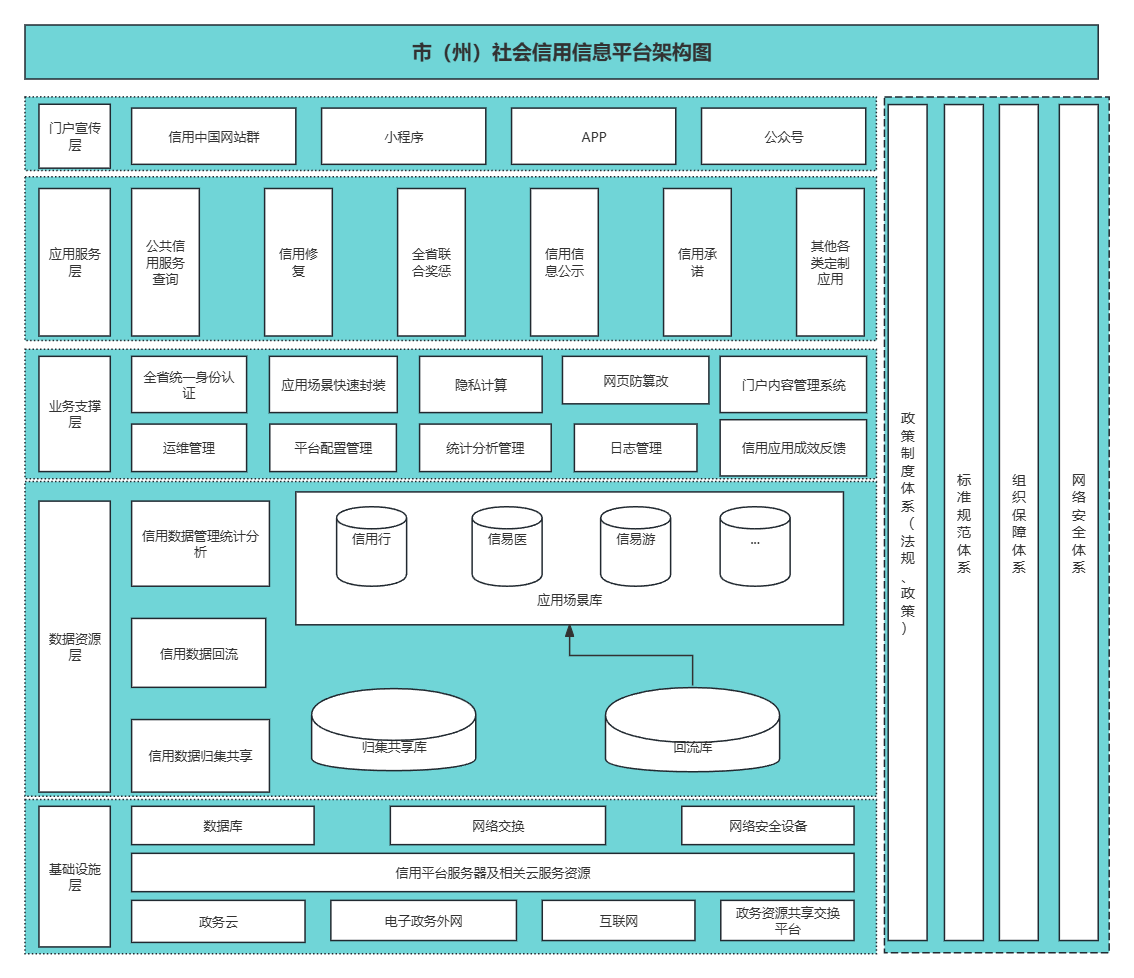 市（州）社会信用信息平台架构图
门户宣传
层
信用中国网站群
小程序
APP
公众号
应用服务
层
公共信
用服务
查询
信用修
复
全省联
合奖惩
信用信
息公示
信用承
诺
其他各
类定制
应用
业务支撑
层
全省统一身份认
证
应用场景快速封装
隐私计算
网页防篡改
门户内容管理系统
运维管理
平台配置管理
统计分析管理
日志管理
信用应用成效反馈
数据资源
层
信用数据管理统计分
析
信用数据回流
信用数据归集共享
信用行
信易医
信易游
...
应用场景库
归集共享库
回流库
基础设施
层
数据库
网络交换
网络安全设备
信用平台服务器及相关云服务资源
政务云
电子政务外网
互联网
政务资源共享交换
平台
政策制度体系（法规、政策）
标准规范体系
组织保障体系
网络安全体系